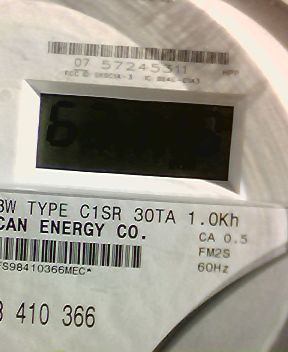 07 57245311
6
3W TYPE C1SR 30TA 1.0Kh
CAN ENERGY CO.
CA 0.5
FM2S
60Hz
FS98410366MEC*
8 410 366